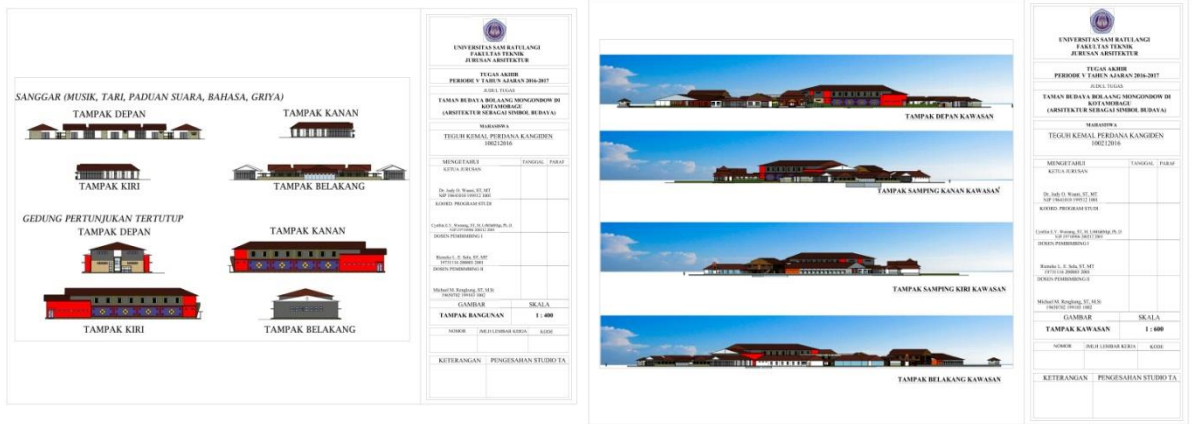 SANGGAR (MUSIK, TARI, PADUAN SUARA, BAHASA, GRIYA)
TAMPAK DEPAN
TAMPAK KANAN
TAMPAK KIRI
TAMPAK BELAKANG
GEDUNG PERTUNJUKAN TERTUTUP
TAMPAK DEPAN
TAMPAK KANAN
TAMPAK KIRI
TAMPAK BELAKANG
UNIVERSITAS SAM RATULANGI
FAKULTAS TEKNIK
JURUSAN ARSITEKTUR
TUGAS AKHIR
PERIODE V TAHUN AJARAN 2016-2017
JUDUL TUGAS
TAMAN BUDAYA BOLAANG MONGONDOW DI
KOTAMOBAGU
(ARSITEKTUR SEBAGAI SIMBOL BUDAYA)
MAHASISWA
TEGUH KEMAL PERDANA KANGIDEN
100212016
MENGETAHUI TANGGAL PARAF
KETUA JURUSAN
KOORD. PROGRAM STUDI
DOSEN PEMBIMBING I
DOSEN PEMBIMBING II
GAMBAR SKALA
TAMPAK BANGUNAN 1 : 400
NOMOR JMLH LEMBAR KERJA KODE
KETERANGAN PENGESAHAN STUDIO TA
TAMPAK DEPAN KAWASAN
TAMPAK SAMPING KANAN KAWASAN
TAMPAK SAMPING KIRI KAWASAN
TAMPAK BELAKANG KAWASAN
UNIVERSITAS SAM RATULANGI
FAKULTAS TEKNIK
JURUSAN ARSITEKTUR
TUGAS AKHIR
PERIODE V TAHUN AJARAN 2016-2017
JUDUL TUGAS
TAMAN BUDAYA BOLAANG MONGONDOW DI
KOTAMOBAGU
(ARSITEKTUR SEBAGAI SIMBOL BUDAYA)
MAHASISWA
TEGUH KEMAL PERDANA KANGIDEN
100212016
MENGETAHUI TANGGAL PARAF
KETUA JURUSAN
KOORD. PROGRAM STUDI
DOSEN PEMBIMBING I
DOSEN PEMBIMBING II
GAMBAR SKALA
TAMPAK KAWASAN 1 : 600
NOMOR JMLH LEMBAR KERJA KODE
KETERANGAN PENGESAHAN STUDIO TA